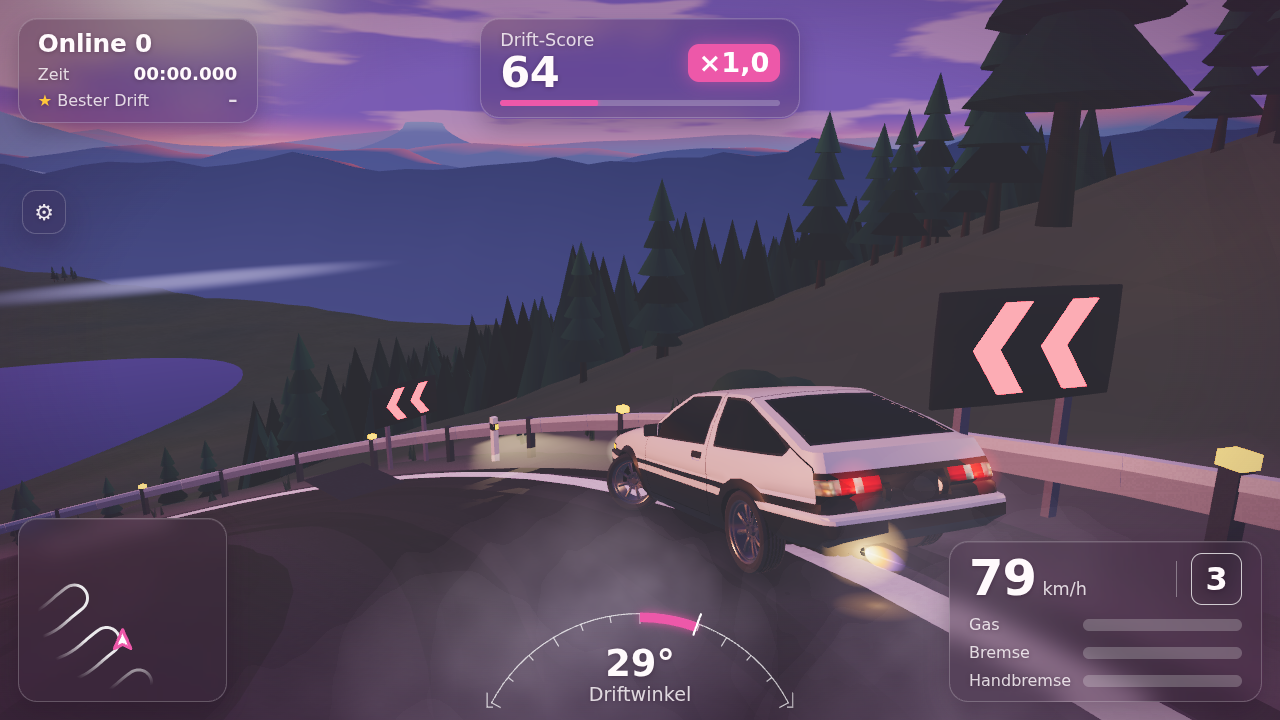 Online 0
Zeit 00:00.000
★ Bester Drift –
Drift-Score
64
×1,0
29°
Driftwinkel
79 km/h
3
Gas
Bremse
Handbremse